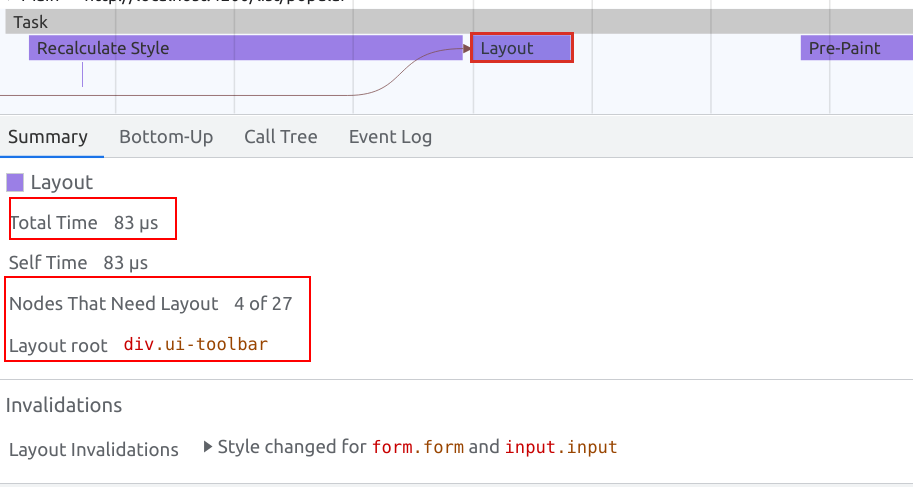 Task
Recalculate Style
Layout
Pre-Paint
Summary Bottom-Up Call Tree Event Log
Layout
Total Time 83 µs
Self Time 83 µs
Nodes That Need Layout 4 of 27
Layout root div.ui-toolbar
Invalidations
Layout Invalidations ▶ Style changed for form.form and input.input